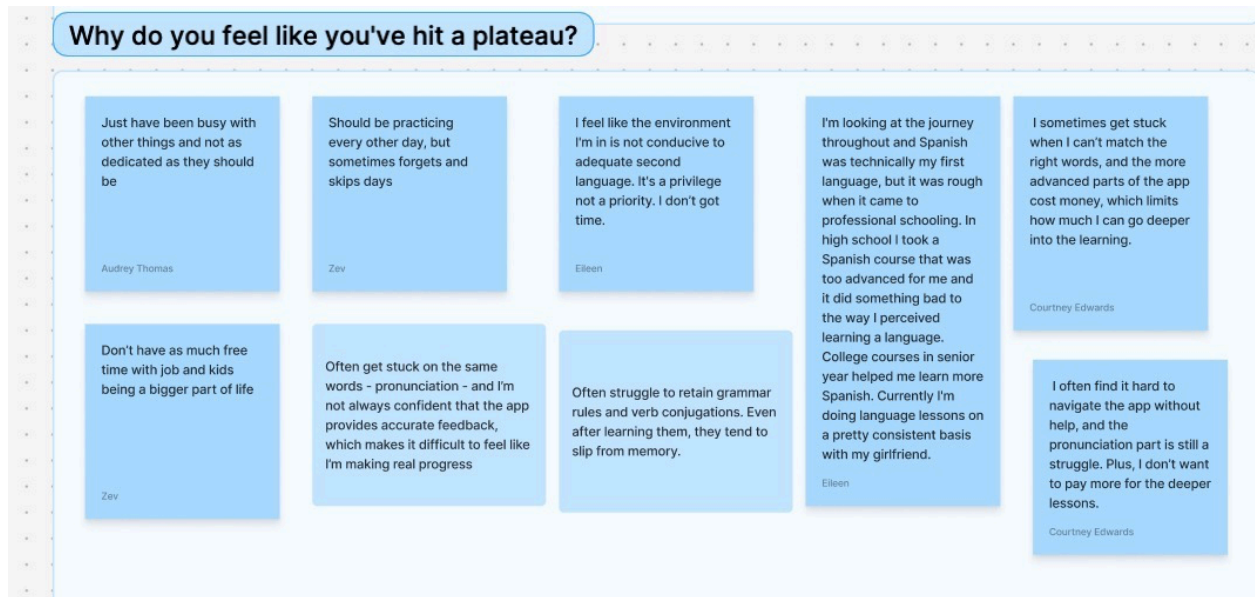 Why do you feel like you've hit a plateau?
Just have been busy with
other things and not as
dedicated as they should
be
Audrey Thomas
Should be practicing
every other day, but
sometimes forgets and
skips days
Zev
I feel like the environment
I'm in is not conducive to
adequate second
language. It's a privilege
not a priority. I don't got
time.
Eileen
I'm looking at the journey
throughout and Spanish
was technically my first
language, but it was rough
when it came to
professional schooling. In
high school I took a
Spanish course that was
too advanced for me and
it did something bad to
the way I perceived
learning a language.
College courses in senior
year helped me learn more
Spanish. Currently I'm
doing language lessons on
a pretty consistent basis
with my girlfriend.
Eileen
I sometimes get stuck
when I can't match the
right words, and the more
advanced parts of the app
cost money, which limits
how much I can go deeper
into the learning.
Courtney Edwards
Don't have as much free
time with job and kids
being a bigger part of life
Zev
Often get stuck on the same
words - pronunciation - and I'm
not always confident that the app
provides accurate feedback,
which makes it difficult to feel like
I'm making real progress
Often struggle to retain grammar
rules and verb conjugations. Even
after learning them, they tend to
slip from memory.
I often find it hard to
navigate the app without
help, and the
pronunciation part is still a
struggle. Plus, I don't want
to pay more for the deeper
lessons.
Courtney Edwards